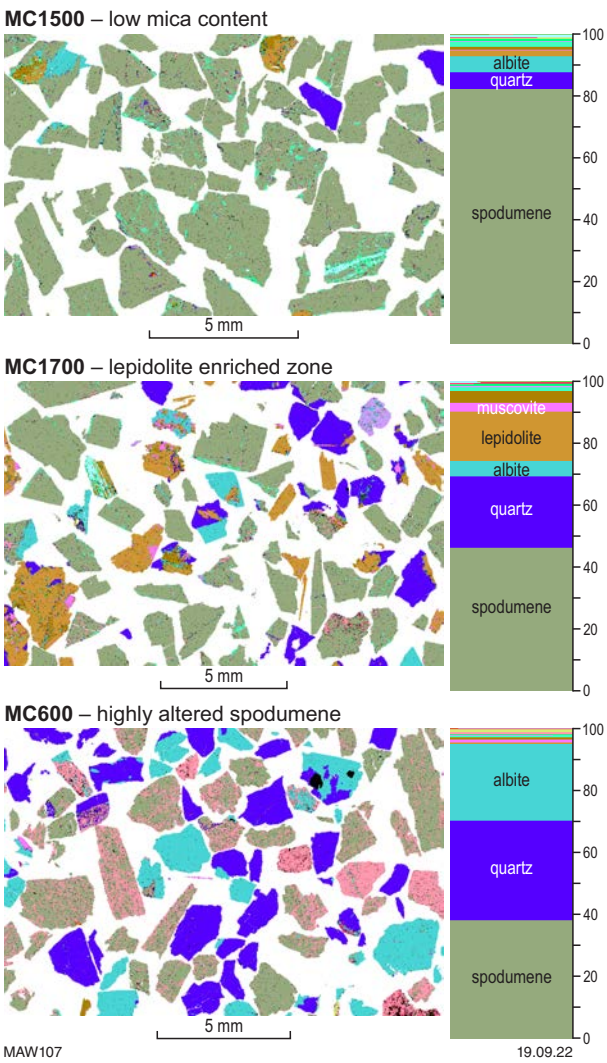 MC1500 – low mica content
100
albite
quartz
80
60
spodumene
40
20
0
5 mm
MC1700 – lepidolite enriched zone
100
muscovite
lepidolite
80
albite
60
quartz
40
spodumene
20
0
5 mm
MC600 – highly altered spodumene
100
albite
80
60
quartz
40
spodumene
20
0
5 mm
MAW107
19.09.22